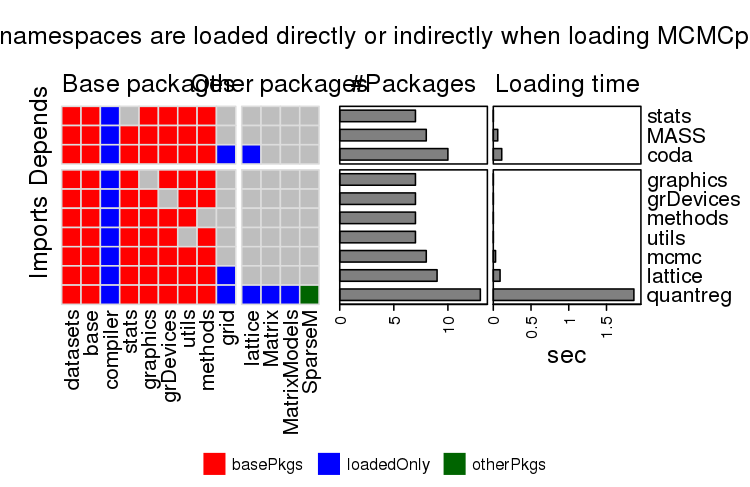 namespaces are loaded directly or indirectly when loading MCMCp
Base packages
Other packages
#Packages
Loading time
Depends
Imports
stats
MASS
coda
graphics
grDevices
methods
utils
mcmc
lattice
quantreg
datasets
base
compiler
stats
graphics
grDevices
utils
methods
grid
lattice
Matrix
MatrixModels
SparseM
0 5 10
0 0.5 1 1.5
sec
basePkgs loadedOnly otherPkgs